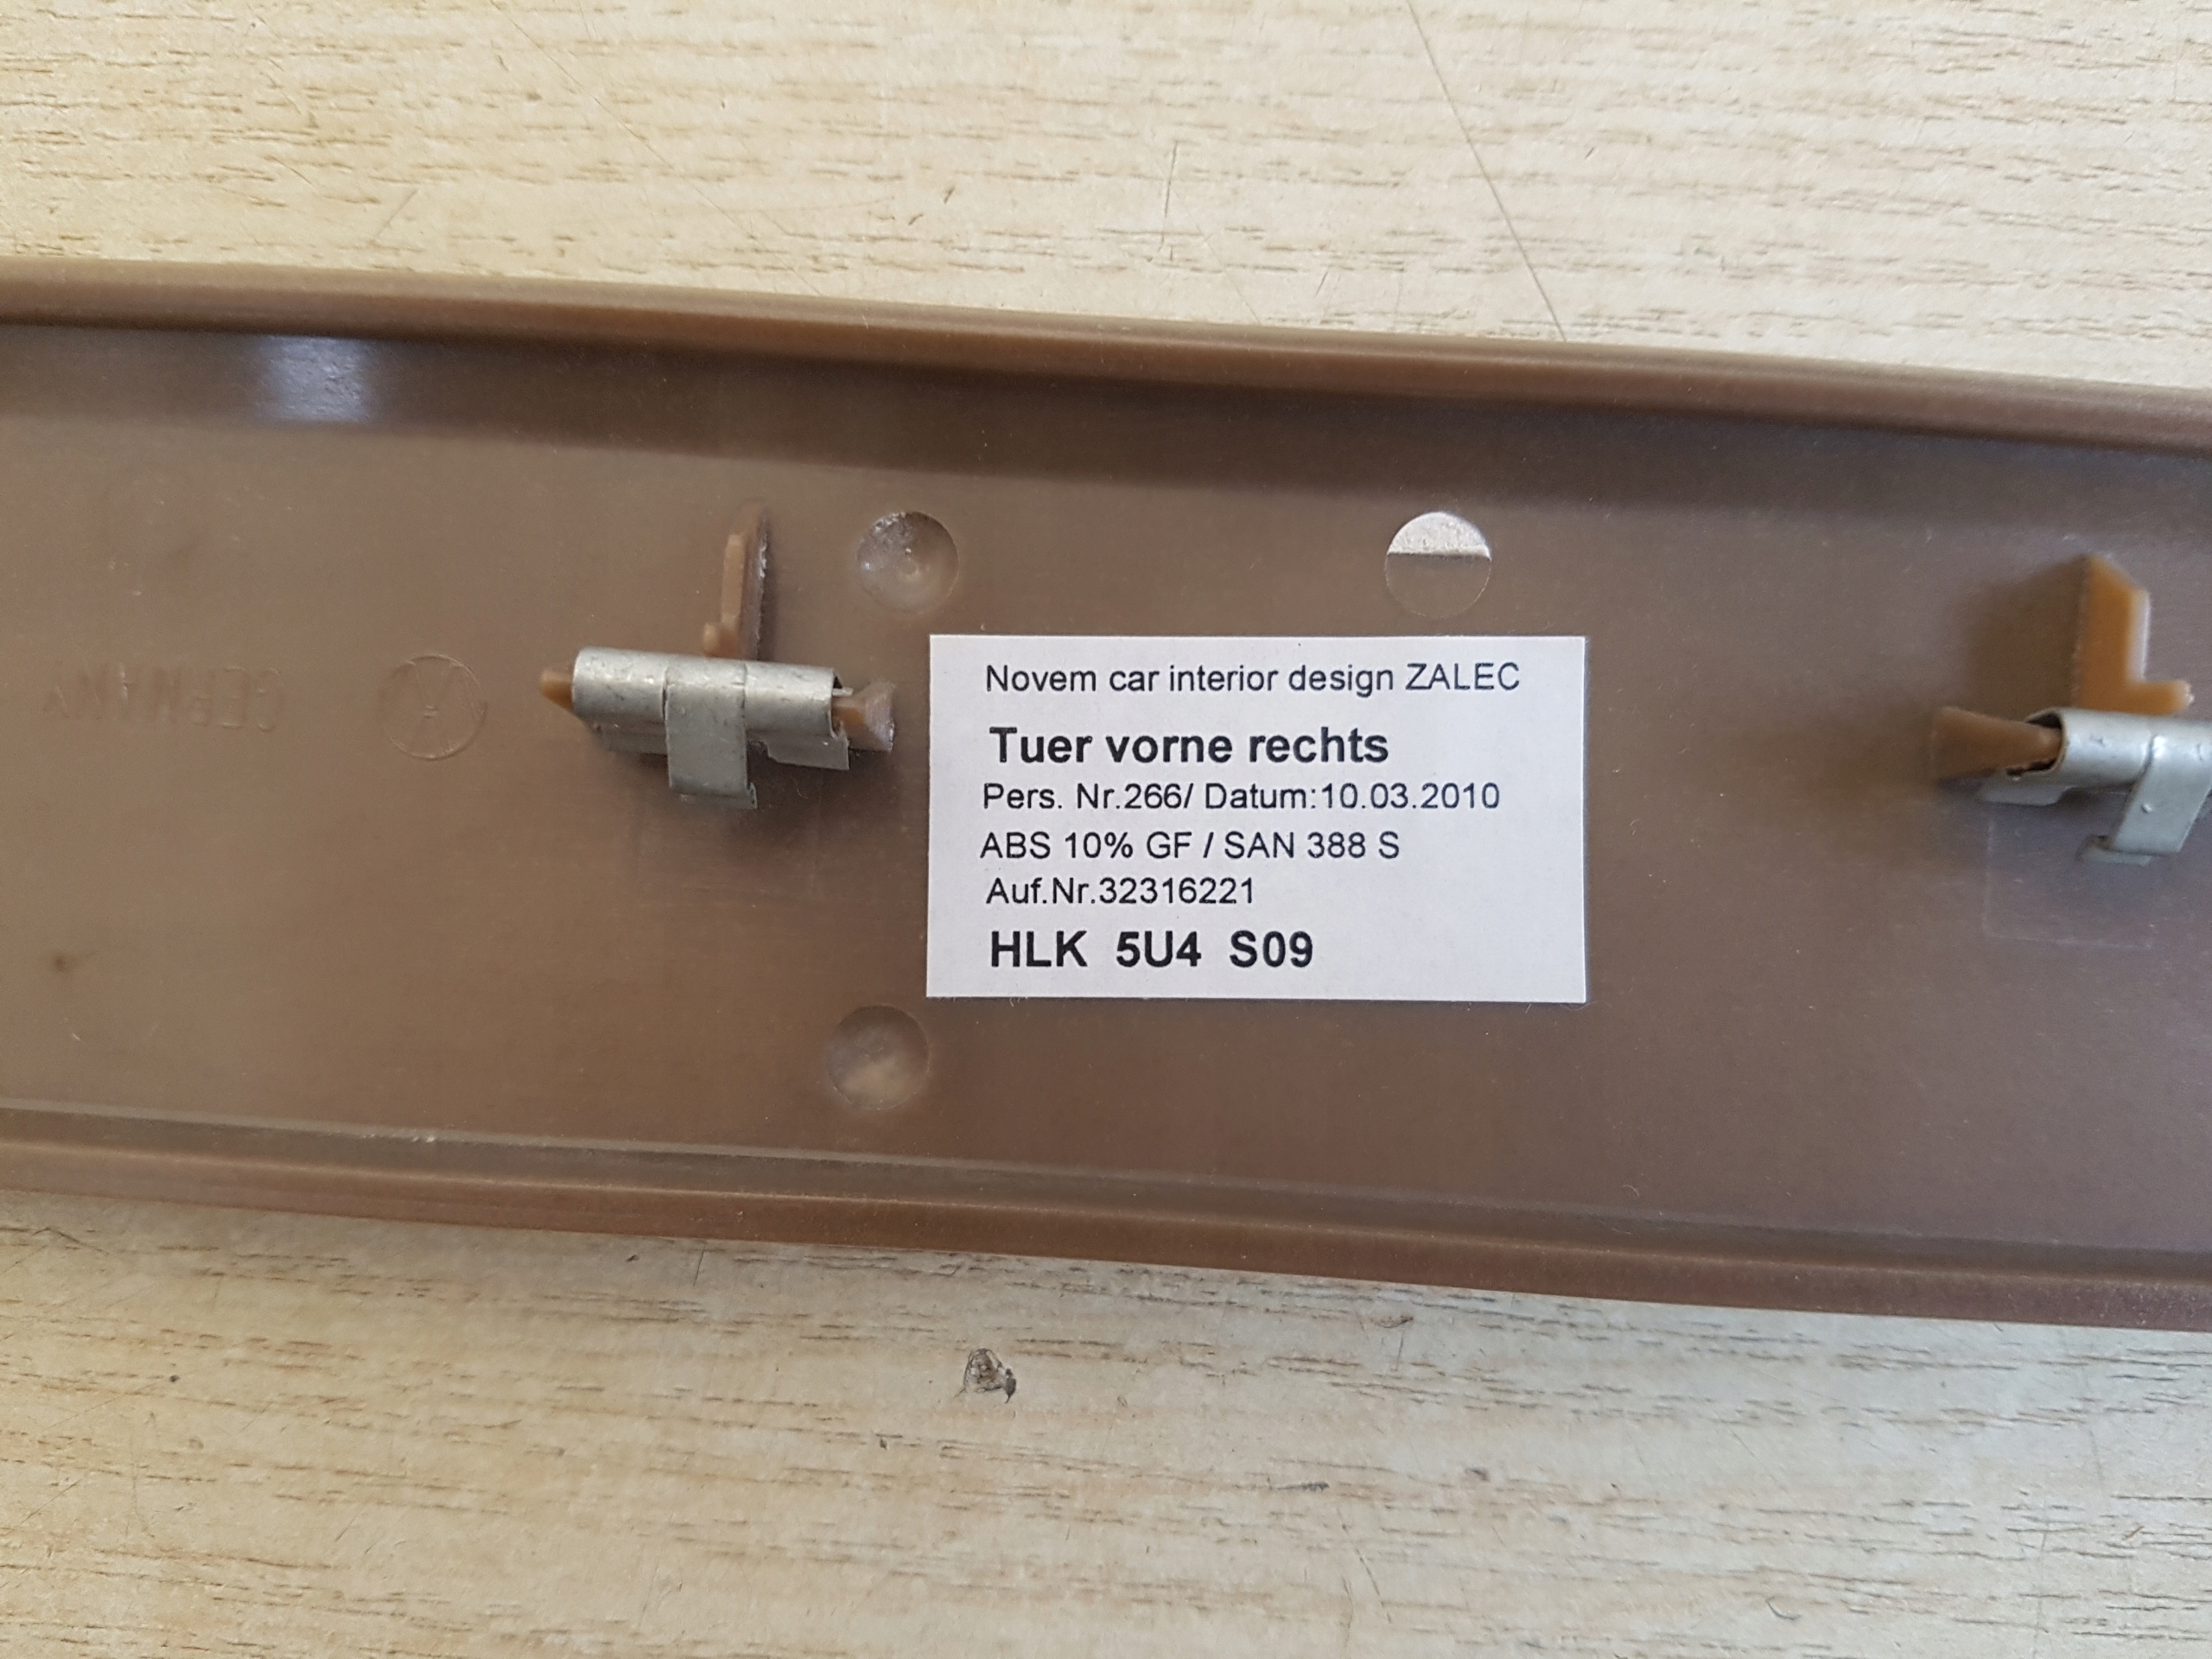 Novem car interior design ZALEC
Tuer vorne rechts
Pers. Nr.266/ Datum:10.03.2010
ABS 10% GF / SAN 388 S
Auf.Nr.32316221
HLK 5U4 S09
GERMANY